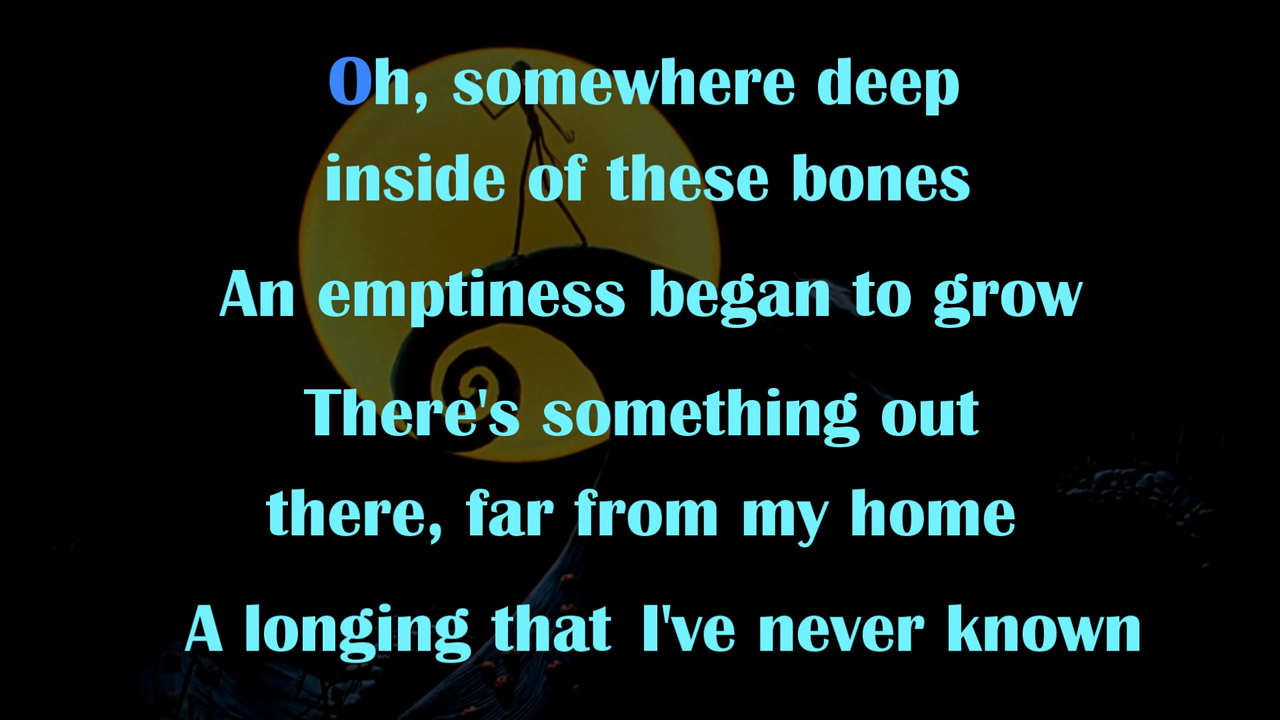 Oh, somewhere deep
inside of these bones
An emptiness began to grow
There's something out
there, far from my home
A longing that I've never known